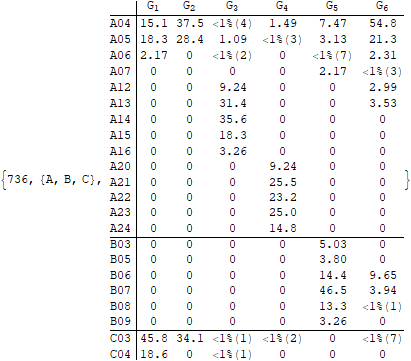 G1 G2 G3 G4 G5 G6
A04 15.1 37.5 <1%(4) 1.49 7.47 54.8
A05 18.3 28.4 1.09 <1%(3) 3.13 21.3
A06 2.17 0 <1%(2) 0 <1%(7) 2.31
A07 0 0 0 0 2.17 <1%(3)
A12 0 0 9.24 0 0 2.99
A13 0 0 31.4 0 0 3.53
A14 0 0 35.6 0 0 0
A15 0 0 18.3 0 0 0
A16 0 0 3.26 0 0 0
A20 0 0 0 9.24 0 0
{736, {A, B, C}, A21 0 0 0 25.5 0 0 }
A22 0 0 0 23.2 0 0
A23 0 0 0 25.0 0 0
A24 0 0 0 14.8 0 0
B03 0 0 0 0 5.03 0
B05 0 0 0 0 3.80 0
B06 0 0 0 0 14.4 9.65
B07 0 0 0 0 46.5 3.94
B08 0 0 0 0 13.3 <1%(1)
B09 0 0 0 0 3.26 0
C03 45.8 34.1 <1%(1) <1%(2) 0 <1%(7)
C04 18.6 0 <1%(1) 0 0 0